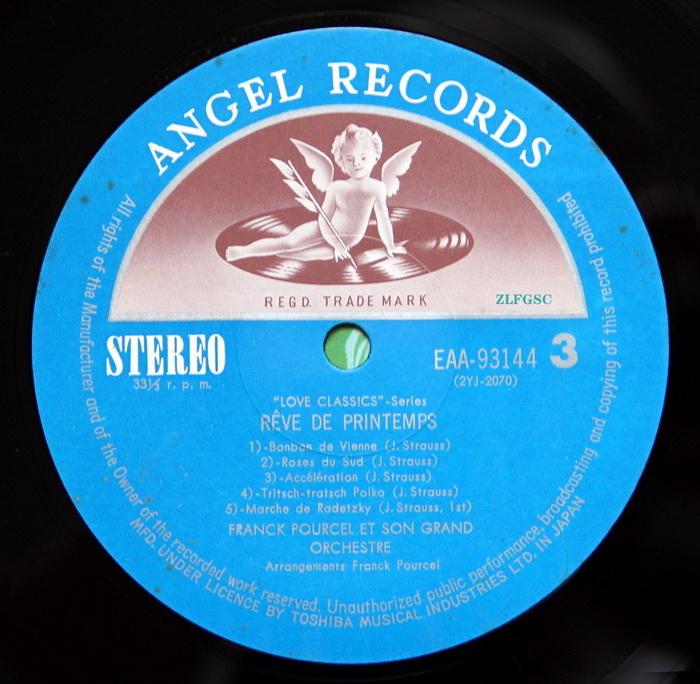 ANGEL RECORDS
REGD. TRADE MARK
ZLFGSC
STEREO
33⅓ r. p. m.
EAA-93144 3
(2YJ-2070)
"LOVE CLASSICS"-Series
RÊVE DE PRINTEMPS
1)-Bonbon de Vienne (J. Strauss)
2)-Roses du Sud (J. Strauss)
3)-Accélération (J. Strauss)
4)-Tritsch-tratsch Polka (J. Strauss)
5)-Marche de Radetzky (J. Strauss, 1st)
FRANCK POURCEL ET SON GRAND
ORCHESTRE
Arrangements Franck Pourcel
All rights of the Manufacturer and of the Owner of the recorded work reserved. Unauthorized public performance, broadcasting and copying of this record prohibited
MFD. UNDER LICENCE BY TOSHIBA MUSICAL INDUSTRIES LTD. IN JAPAN